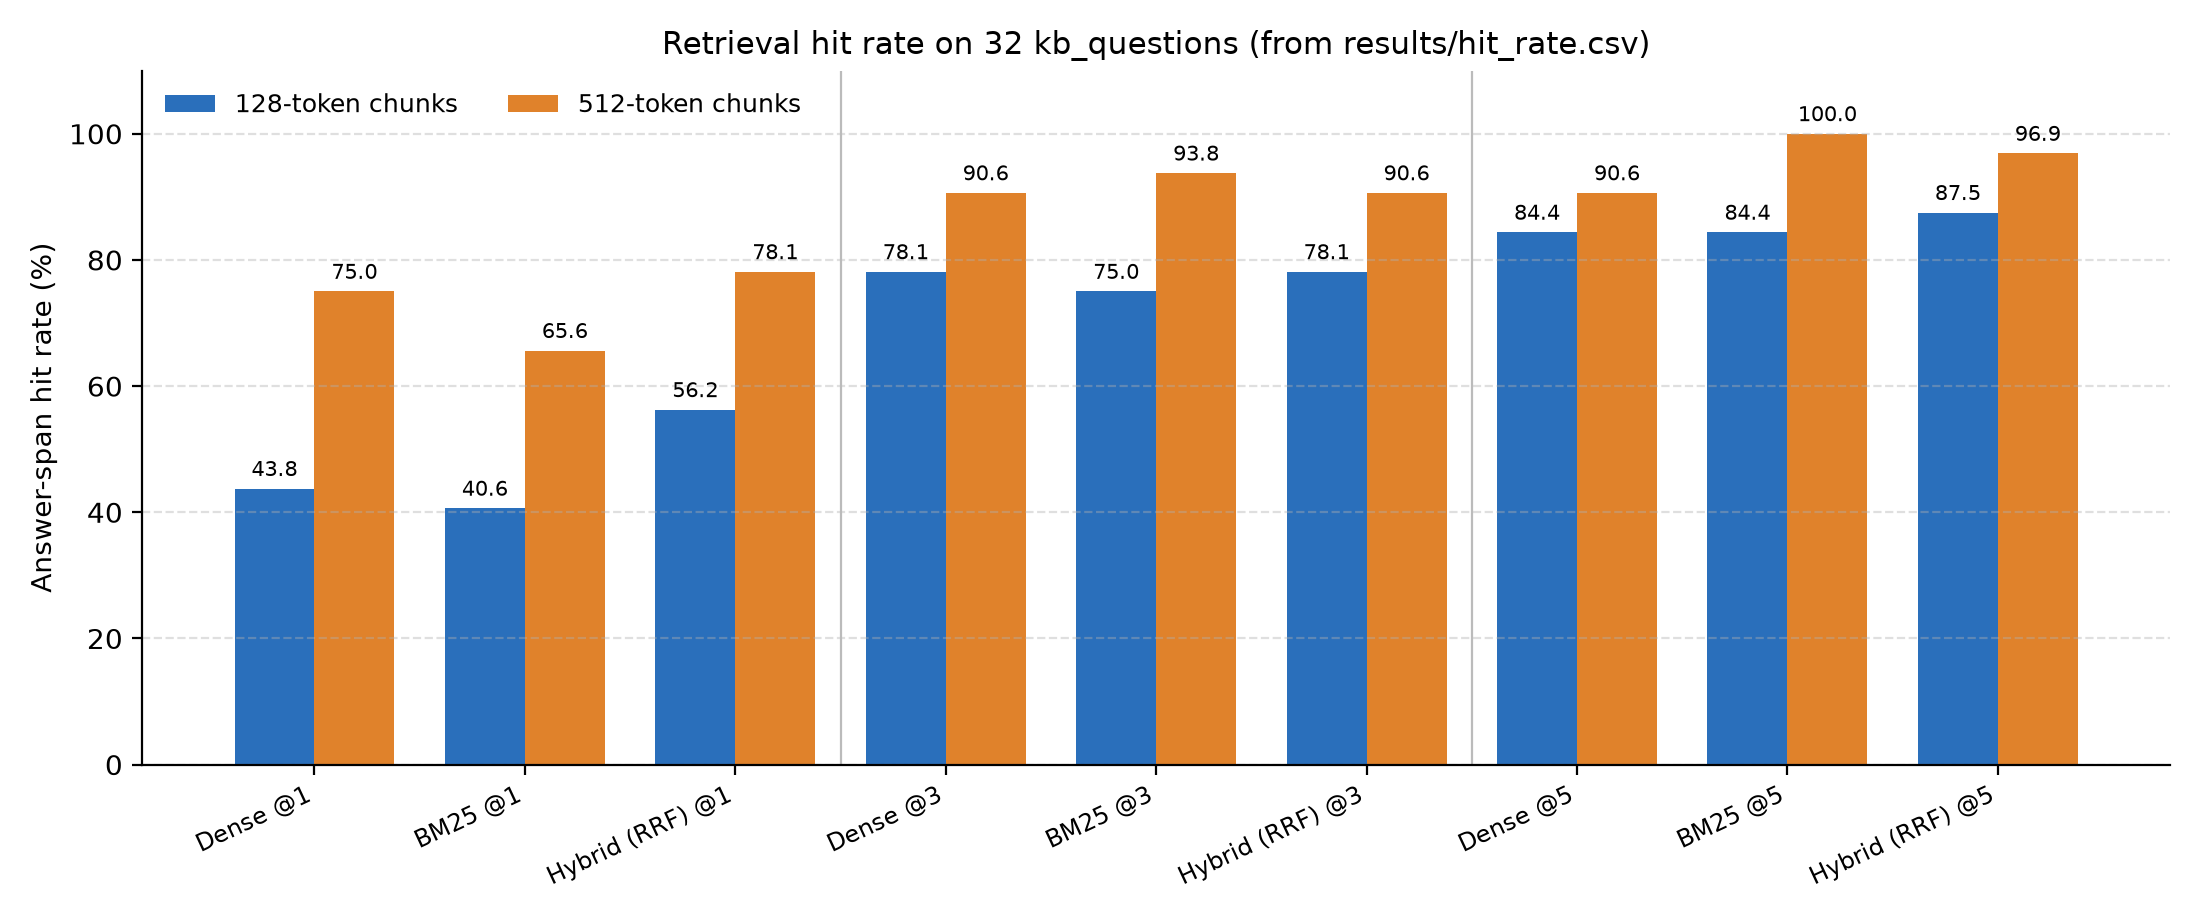 Retrieval hit rate on 32 kb_questions (from results/hit_rate.csv)
128-token chunks
512-token chunks
Answer-span hit rate (%)
100
80
60
40
20
0
43.8
75.0
40.6
65.6
56.2
78.1
78.1
90.6
75.0
93.8
78.1
90.6
84.4
90.6
84.4
100.0
87.5
96.9
Dense @1
BM25 @1
Hybrid (RRF) @1
Dense @3
BM25 @3
Hybrid (RRF) @3
Dense @5
BM25 @5
Hybrid (RRF) @5